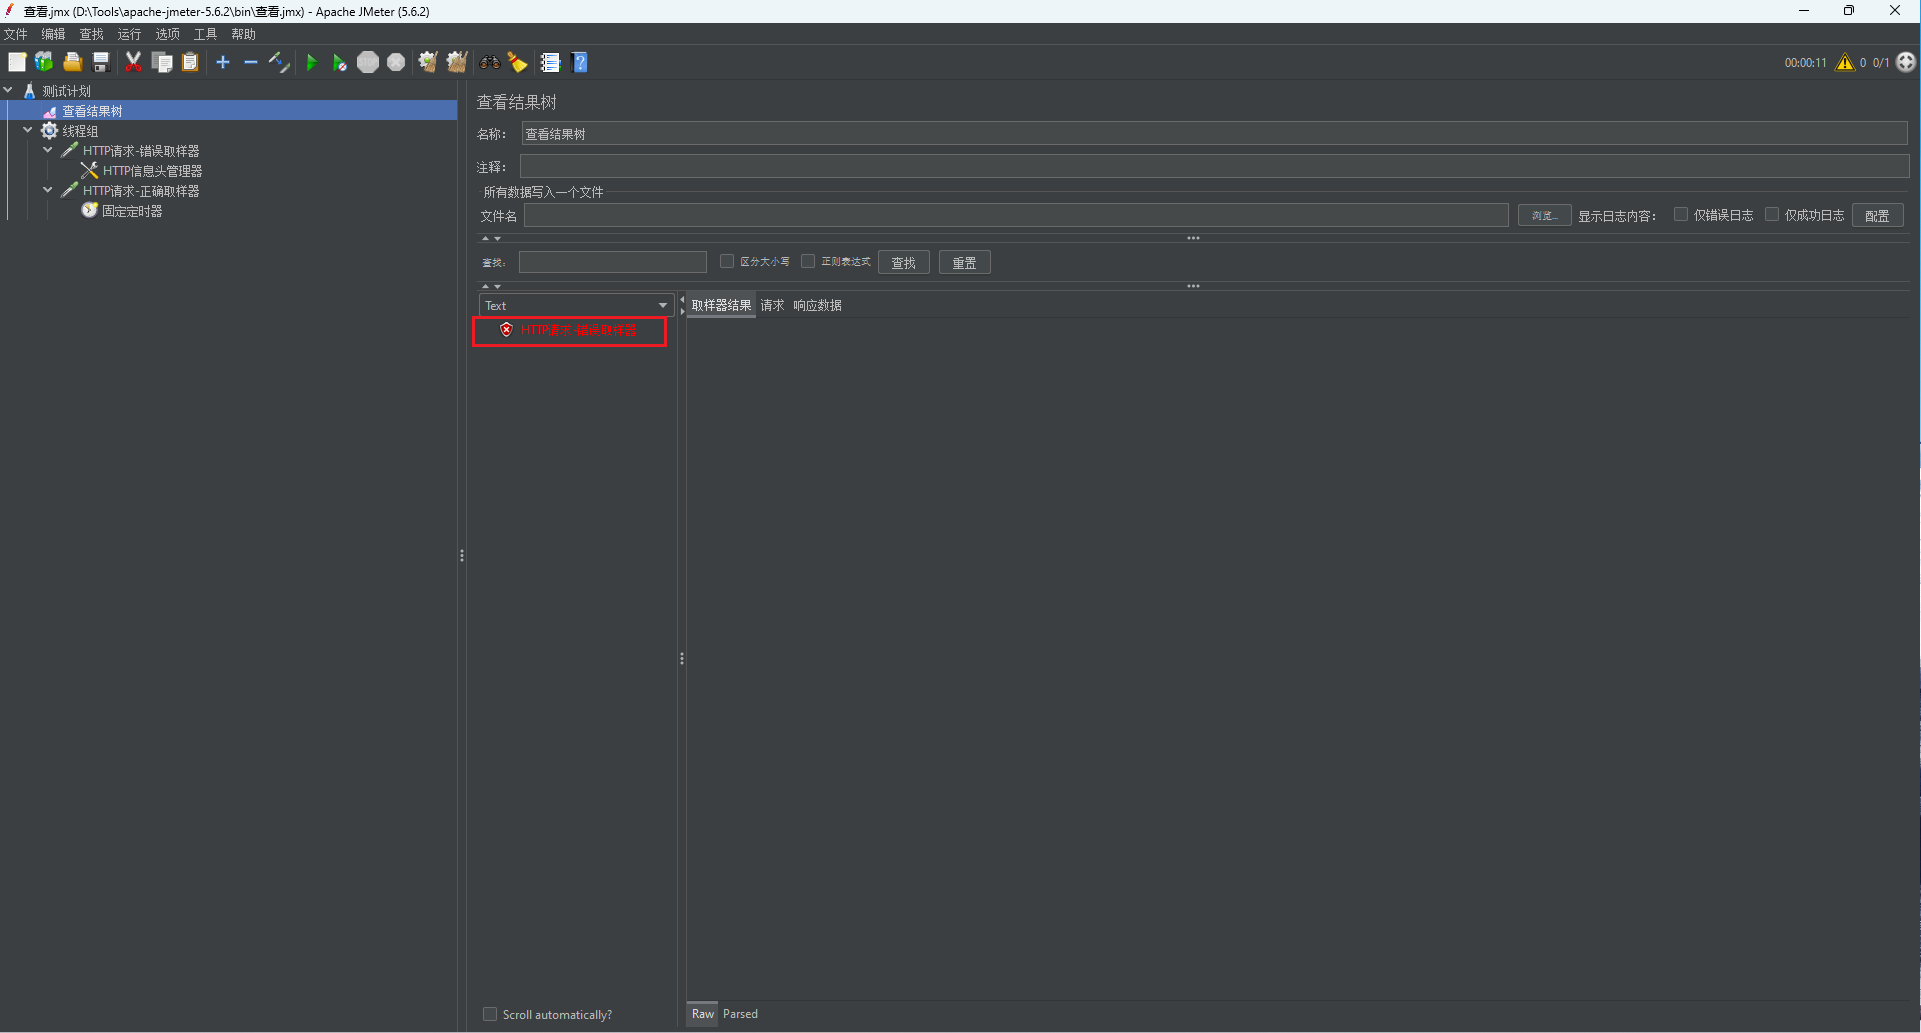 查看.jmx (D:\Tools\apache-jmeter-5.6.2\bin\查看.jmx) - Apache JMeter (5.6.2)
文件 编辑 查找 运行 选项 工具 帮助
00:00:11 0 0/1
测试计划
查看结果树
线程组
HTTP请求-错误取样器
HTTP信息头管理器
HTTP请求-正确取样器
固定定时器
查看结果树
名称： 查看结果树
注释：
所有数据写入一个文件
文件名 浏览... 显示日志内容： 仅错误日志 仅成功日志 配置
查找： 区分大小写 正则表达式 查找 重置
Text
取样器结果 请求 响应数据
HTTP请求-错误取样器
Scroll automatically?
Raw Parsed